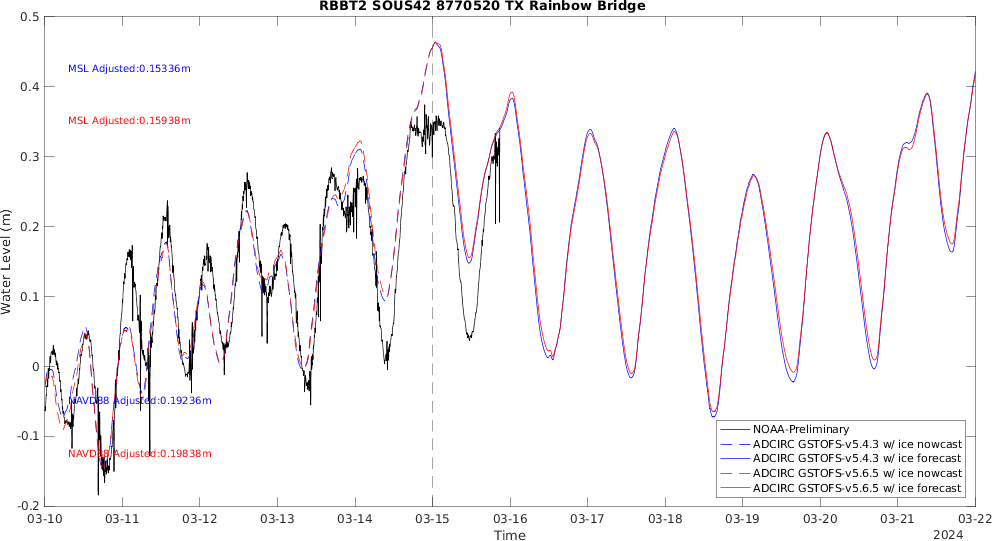 RBBT2 SOUS42 8770520 TX Rainbow Bridge
0.5
0.4
0.3
0.2
0.1
0
-0.1
-0.2
Water Level (m)
MSL Adjusted:0.15336m
MSL Adjusted:0.15938m
NAVD88 Adjusted:0.19236m
NAVD88 Adjusted:0.19838m
NOAA-Preliminary
ADCIRC GSTOFS-v5.4.3 w/ ice nowcast
ADCIRC GSTOFS-v5.4.3 w/ ice forecast
ADCIRC GSTOFS-v5.6.5 w/ ice nowcast
ADCIRC GSTOFS-v5.6.5 w/ ice forecast
03-10 03-11 03-12 03-13 03-14 03-15 03-16 03-17 03-18 03-19 03-20 03-21 03-22
Time
2024